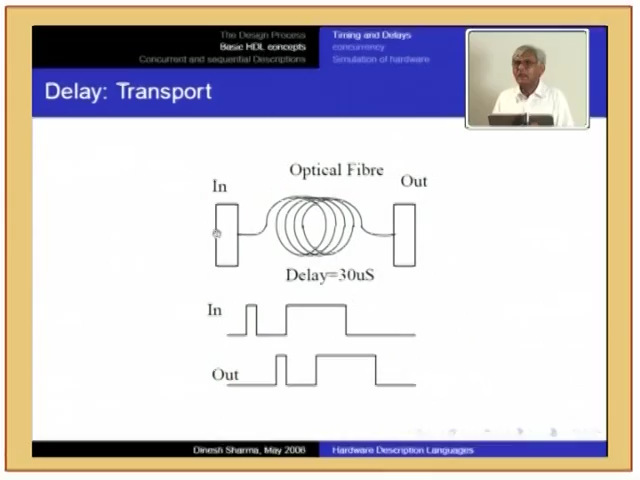 The Design Process
Basic HDL concepts
Concurrent and sequential Descriptions
Timing and Delays
concurrency
Simulation of hardware
Delay: Transport
Optical Fibre
In
Out
Delay=30uS
In
Out
Dinesh Sharma, May 2006
Hardware Description Languages